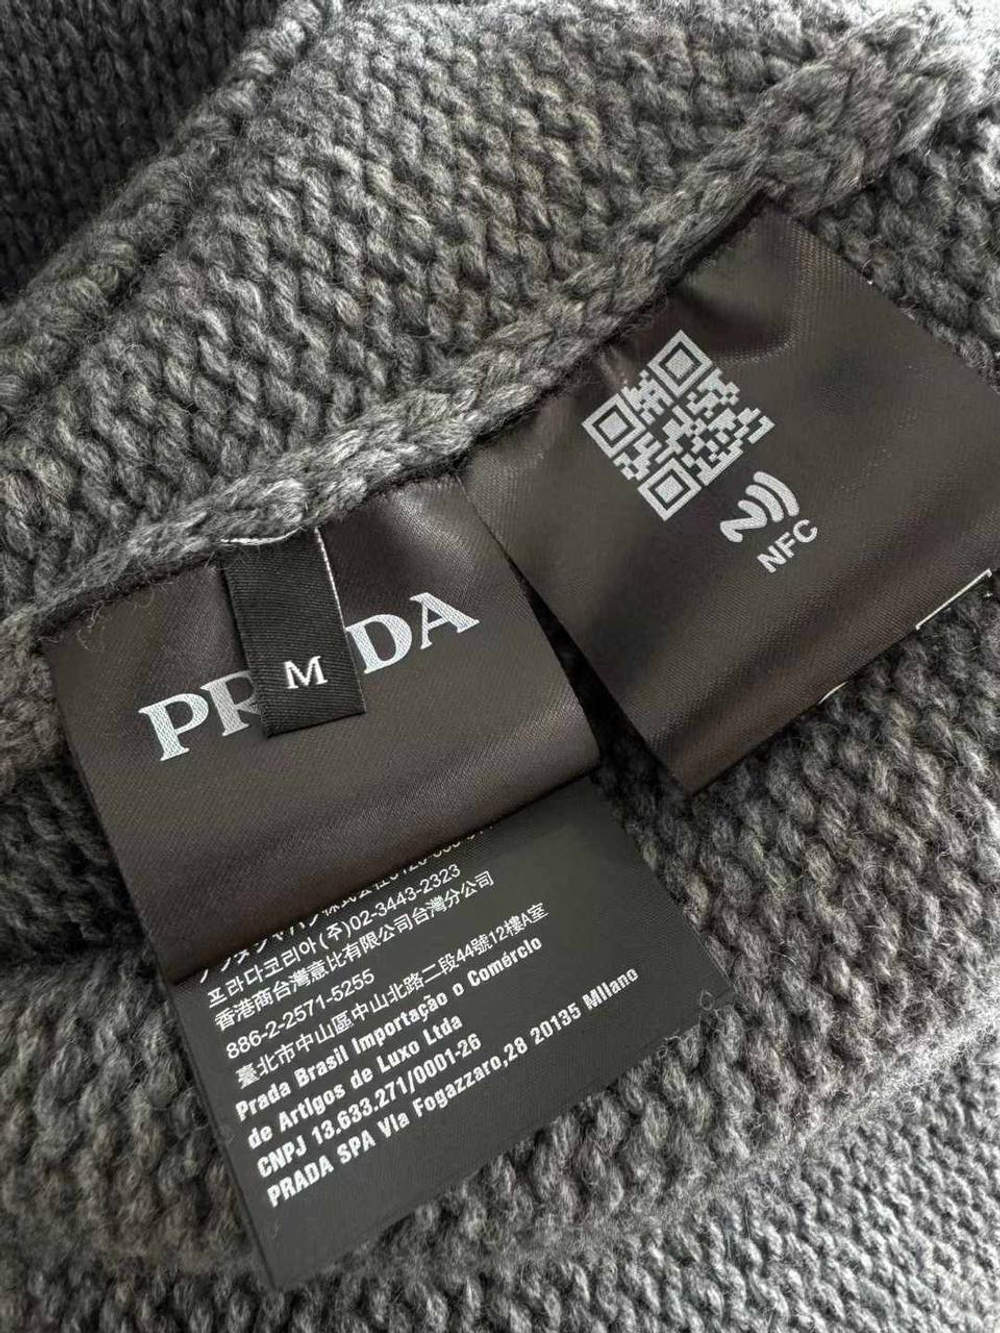 PR DA
M
NFC
프라다코리아(주)02-3443-2323
香港商台灣意比有限公司台灣分公司
886-2-2571-5255
臺北市中山區中山北路二段44號12樓A室
Prada Brasil Importação o Comércio
de Artigos de Luxo Ltda
CNPJ 13.633.271/0001-26
PRADA SPA Via Fogazzaro,28 20135 Milano